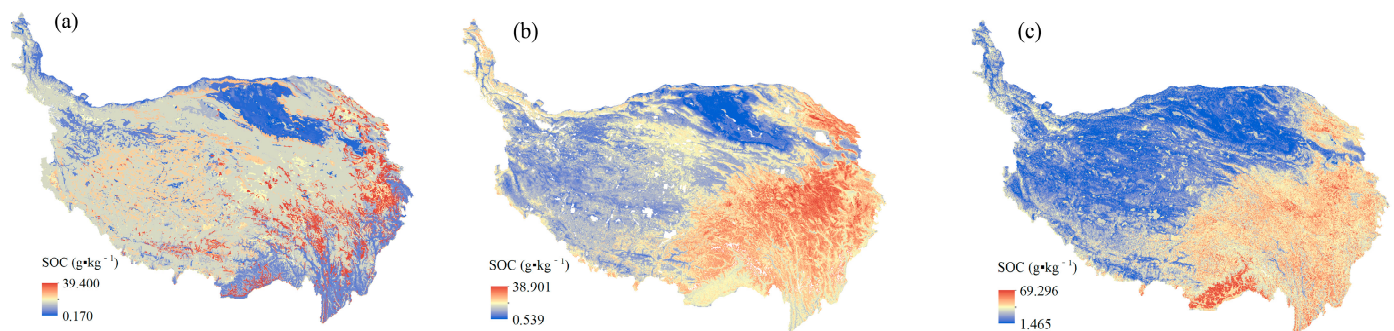 (a)
SOC (g▪kg⁻¹)
39.400
0.170
(b)
SOC (g▪kg⁻¹)
38.901
0.539
(c)
SOC (g▪kg⁻¹)
69.296
1.465